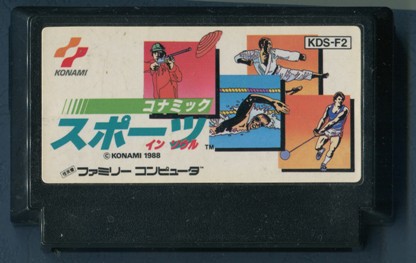 KONAMI
KDS-F2
コナミック
スポーツ
イン ソウル
TM
© KONAMI 1988
ファミリー コンピュータ
TM